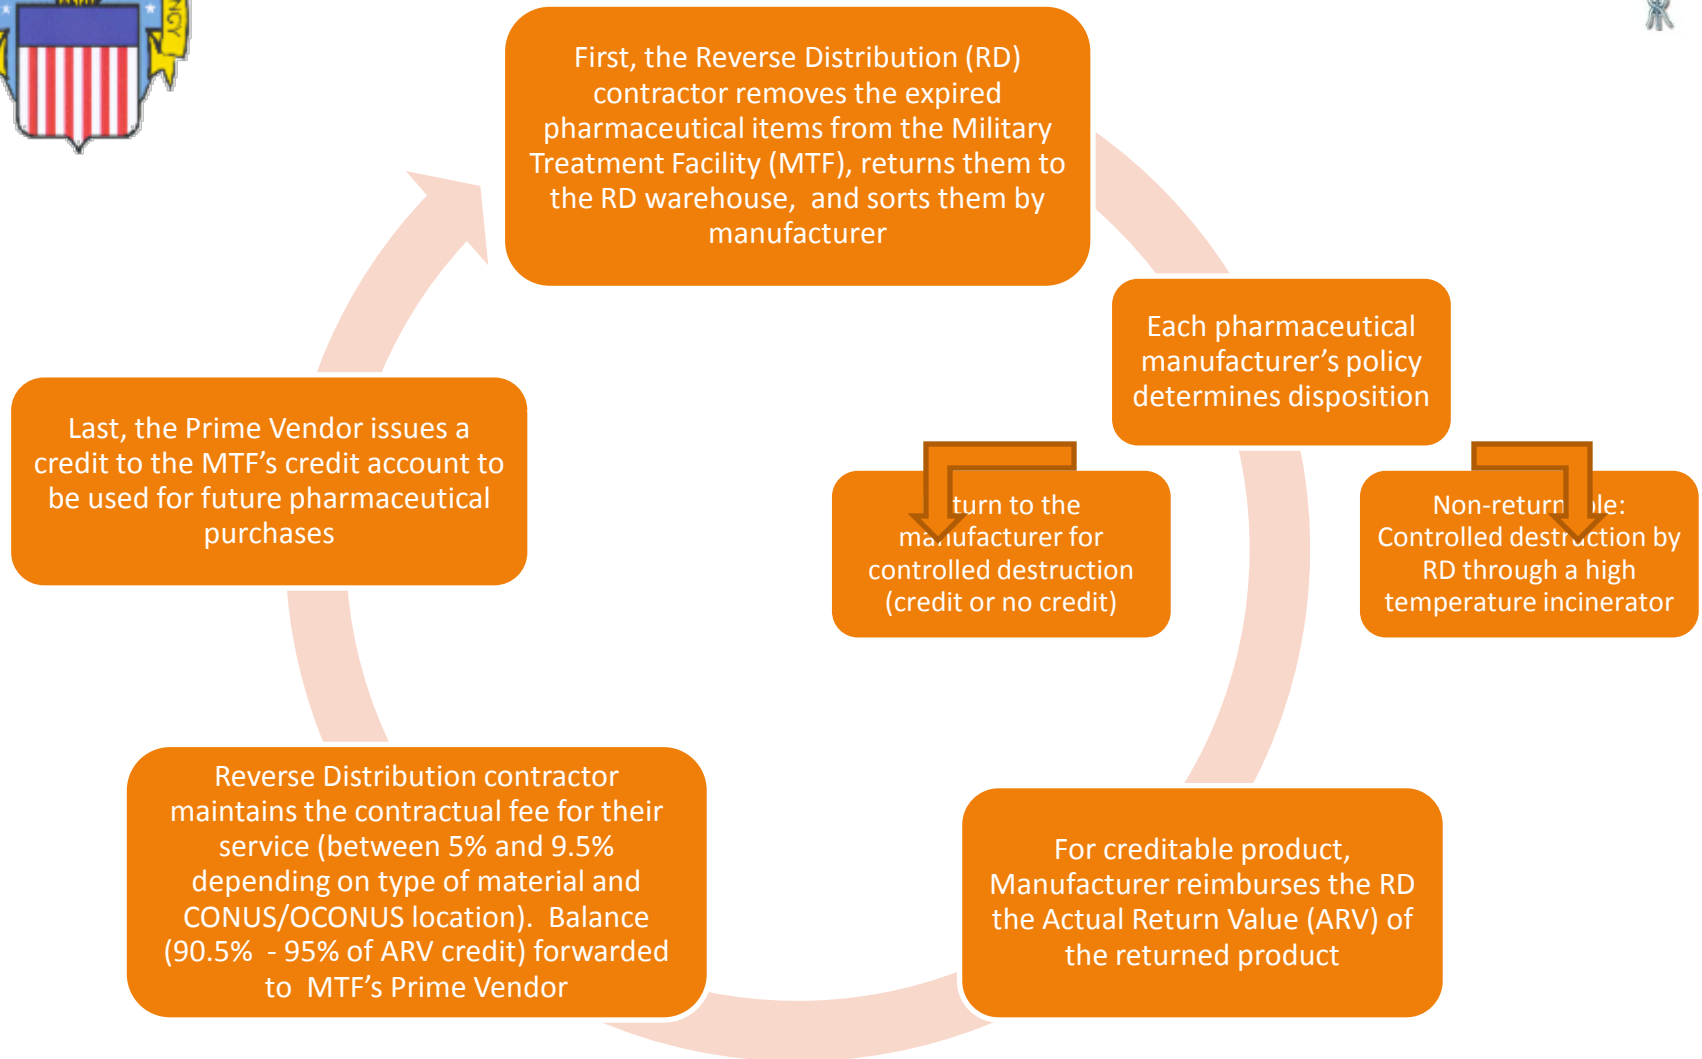 NGY
First, the Reverse Distribution (RD)
contractor removes the expired
pharmaceutical items from the Military
Treatment Facility (MTF), returns them to
the RD warehouse,  and sorts them by
manufacturer
Each pharmaceutical
manufacturer’s policy
determines disposition
turn to the
manufacturer for
controlled destruction
(credit or no credit)
Non-returnable:
Controlled destruction by
RD through a high
temperature incinerator
For creditable product,
Manufacturer reimburses the RD
the Actual Return Value (ARV) of
the returned product
Reverse Distribution contractor
maintains the contractual fee for their
service (between 5% and 9.5%
depending on type of material and
CONUS/OCONUS location).  Balance
(90.5%  - 95% of ARV credit) forwarded
to  MTF’s Prime Vendor
Last, the Prime Vendor issues a
credit to the MTF’s credit account to
be used for future pharmaceutical
purchases